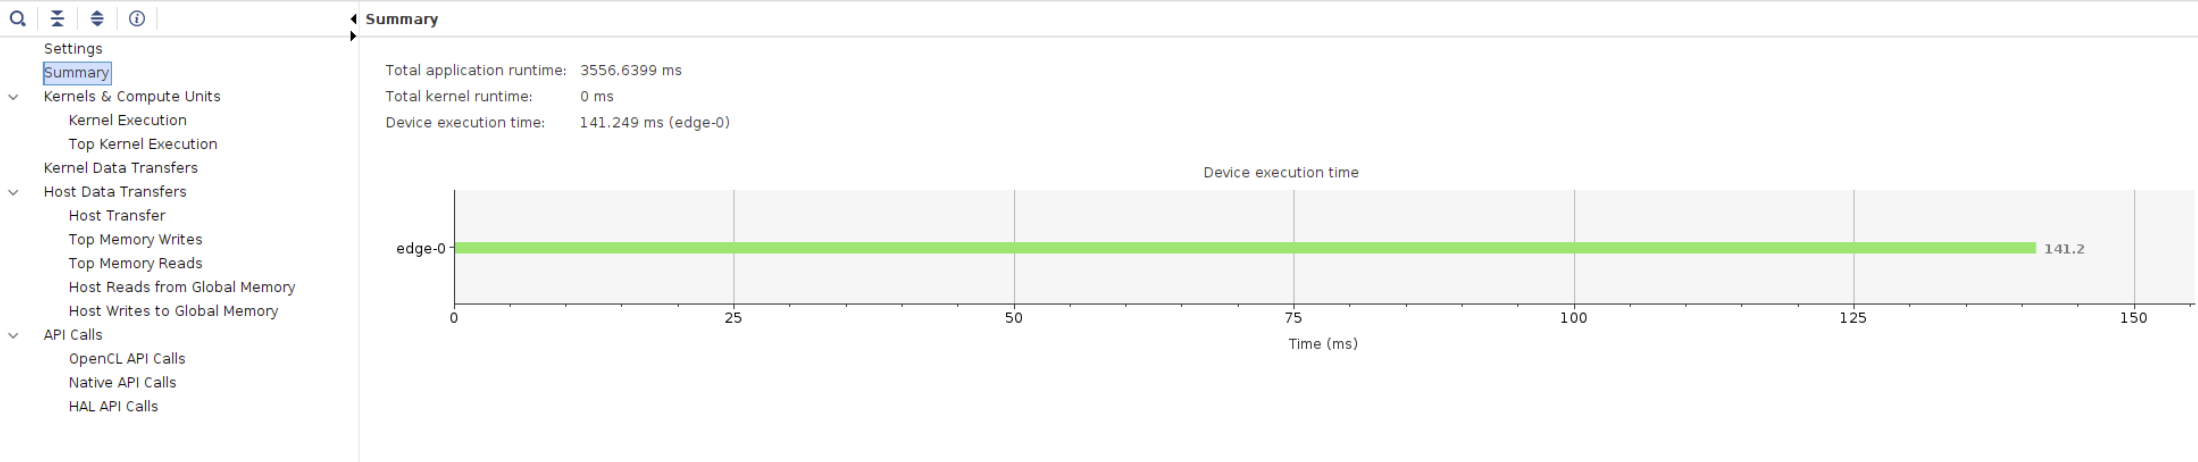 Summary
Settings
Summary
Kernels & Compute Units
Kernel Execution
Top Kernel Execution
Kernel Data Transfers
Host Data Transfers
Host Transfer
Top Memory Writes
Top Memory Reads
Host Reads from Global Memory
Host Writes to Global Memory
API Calls
OpenCL API Calls
Native API Calls
HAL API Calls
Total application runtime: 3556.6399 ms
Total kernel runtime: 0 ms
Device execution time: 141.249 ms (edge-0)
Device execution time
edge-0 141.2
0 25 50 75 100 125 150
Time (ms)